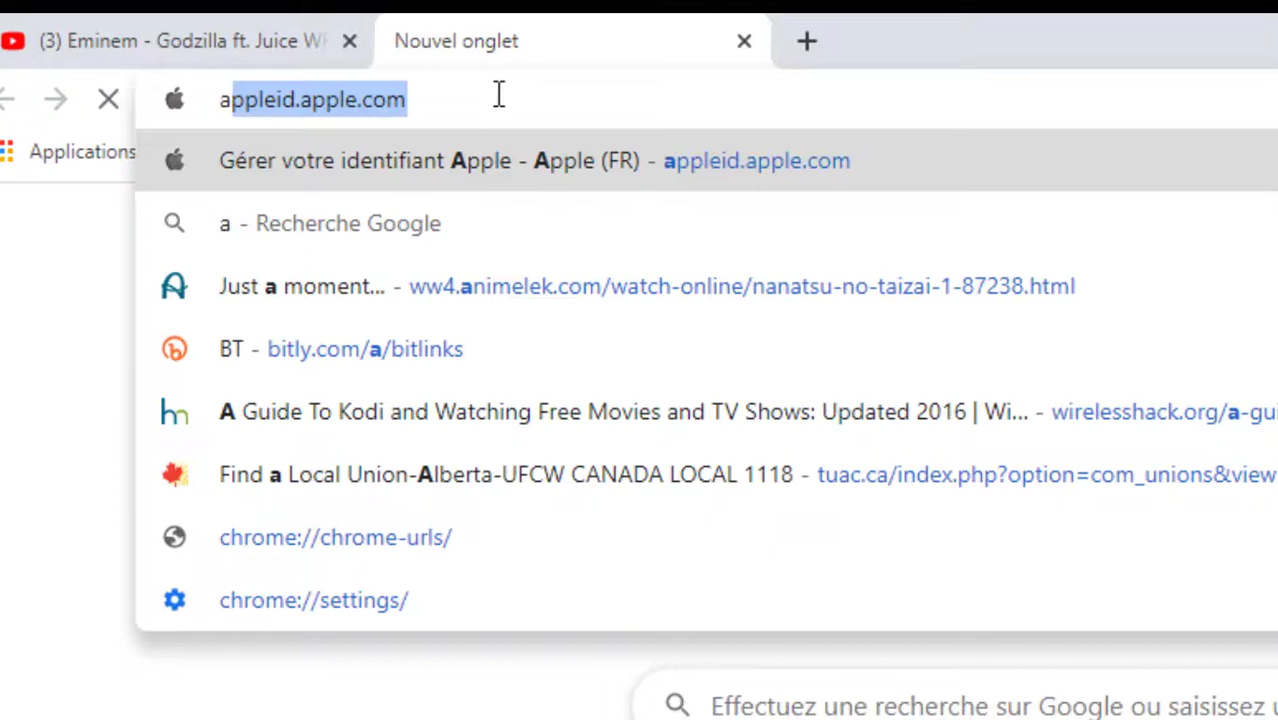 (3) Eminem - Godzilla ft. Juice W
Nouvel onglet
appleid.apple.com
Applications
Gérer votre identifiant Apple - Apple (FR) - appleid.apple.com
a - Recherche Google
Just a moment... - ww4.animelek.com/watch-online/nanatsu-no-taizai-1-87238.html
BT - bitly.com/a/bitlinks
A Guide To Kodi and Watching Free Movies and TV Shows: Updated 2016 | Wi... - wirelesshack.org/a-gui
Find a Local Union-Alberta-UFCW CANADA LOCAL 1118 - tuac.ca/index.php?option=com_unions&view
chrome://chrome-urls/
chrome://settings/
Effectuez une recherche sur Google ou saisissez